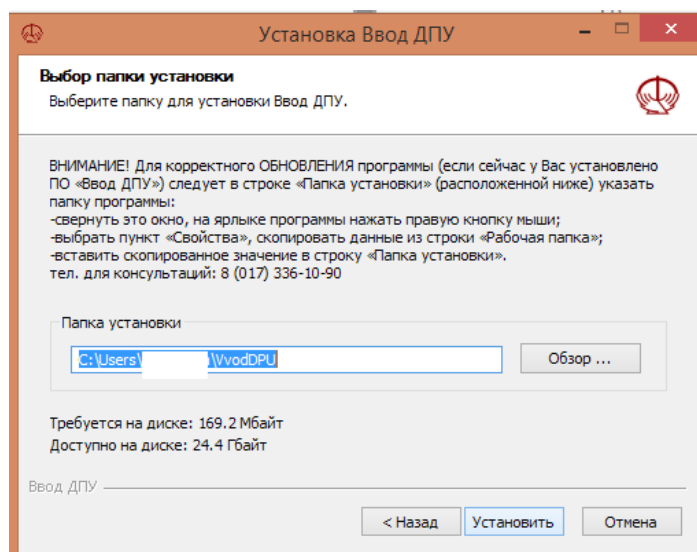 Установка Ввод ДПУ
Выбор папки установки
Выберите папку для установки Ввод ДПУ.
ВНИМАНИЕ! Для корректного ОБНОВЛЕНИЯ программы (если сейчас у Вас установлено
ПО «Ввод ДПУ») следует в строке «Папка установки» (расположенной ниже) указать
папку программы:
-свернуть это окно, на ярлыке программы нажать правую кнопку мыши;
-выбрать пункт «Свойства», скопировать данные из строки «Рабочая папка»;
-вставить скопированное значение в строку «Папка установки».
тел. для консультаций: 8 (017) 336-10-90
Папка установки
C:\Users\ \VvodDPU
Обзор ...
Требуется на диске: 169.2 Мбайт
Доступно на диске: 24.4 Гбайт
Ввод ДПУ
< Назад
Установить
Отмена